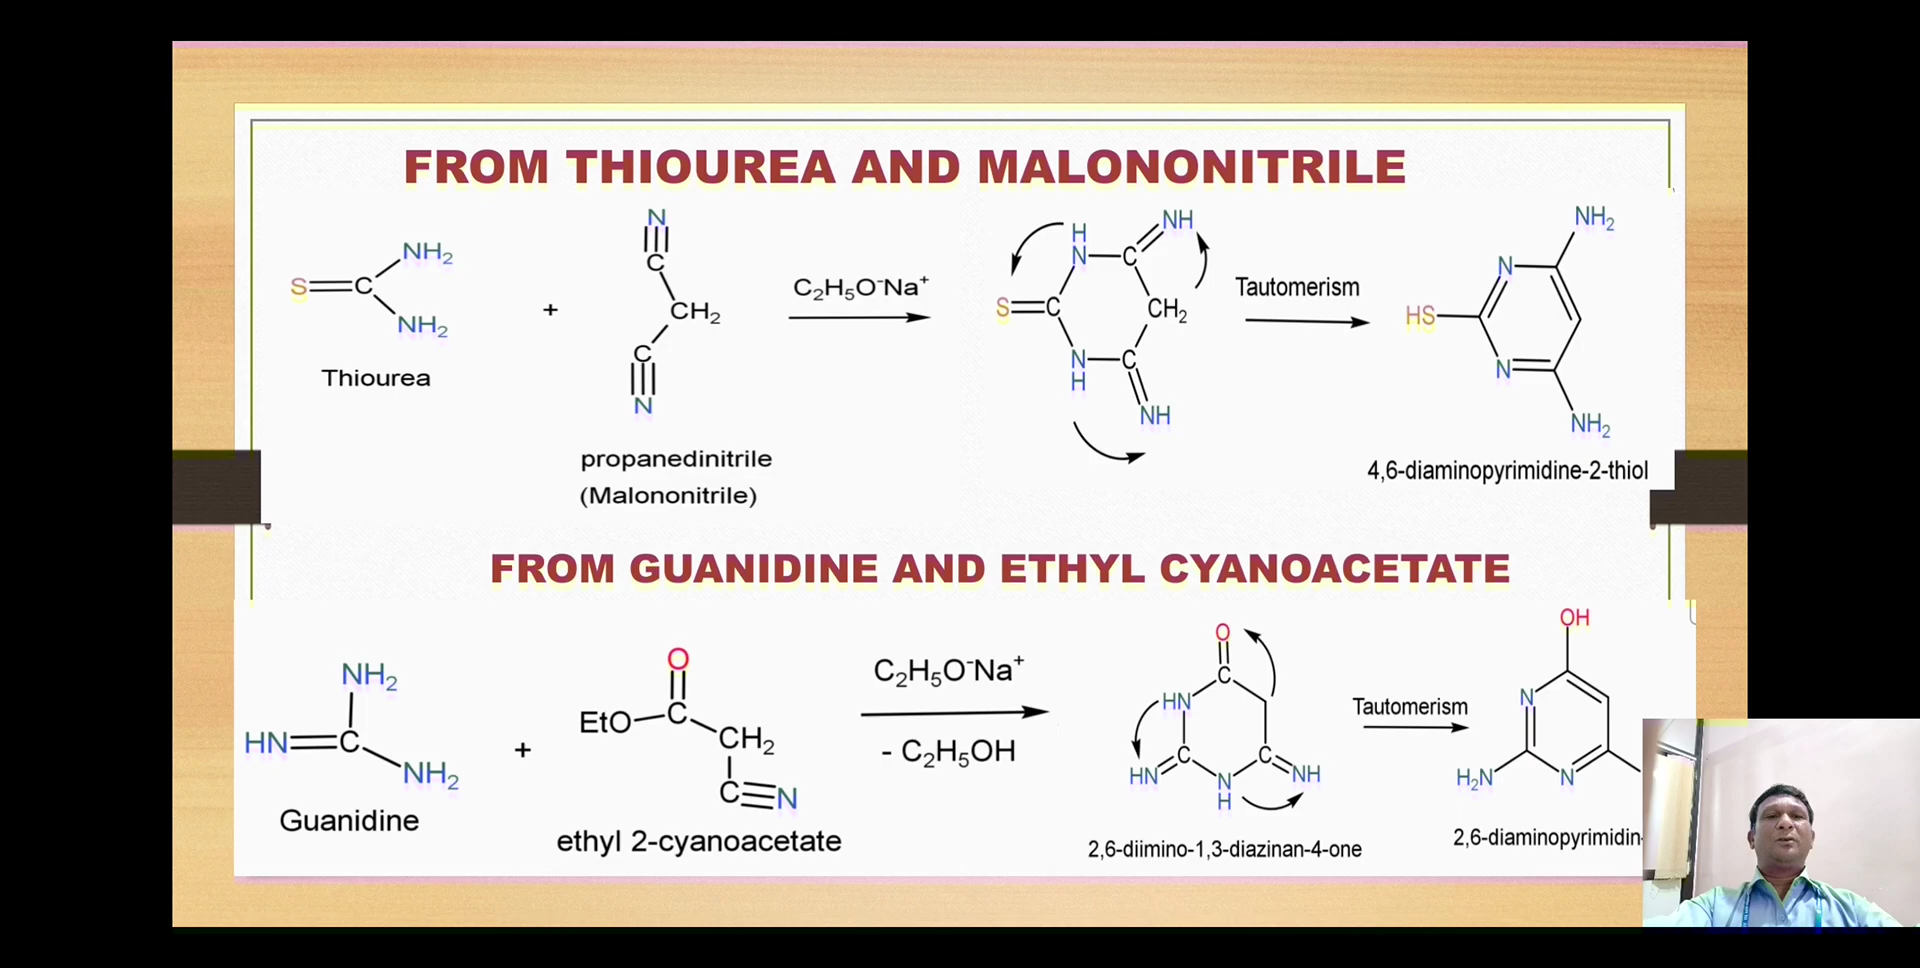 FROM THIOUREA AND MALONONITRILE
S
C
NH2
NH2
Thiourea
+
N
C
CH2
C
N
propanedinitrile
(Malononitrile)
C2H5O-Na+
H
N
C
NH
S
C
CH2
N
H
C
NH
Tautomerism
NH2
N
HS
N
NH2
4,6-diaminopyrimidine-2-thiol
FROM GUANIDINE AND ETHYL CYANOACETATE
NH2
HN
C
NH2
Guanidine
+
O
EtO
C
CH2
C
N
ethyl 2-cyanoacetate
C2H5O-Na+
- C2H5OH
O
C
HN
C
C
HN
N
H
NH
2,6-diimino-1,3-diazinan-4-one
Tautomerism
OH
N
H2N
N
2,6-diaminopyrimidin-